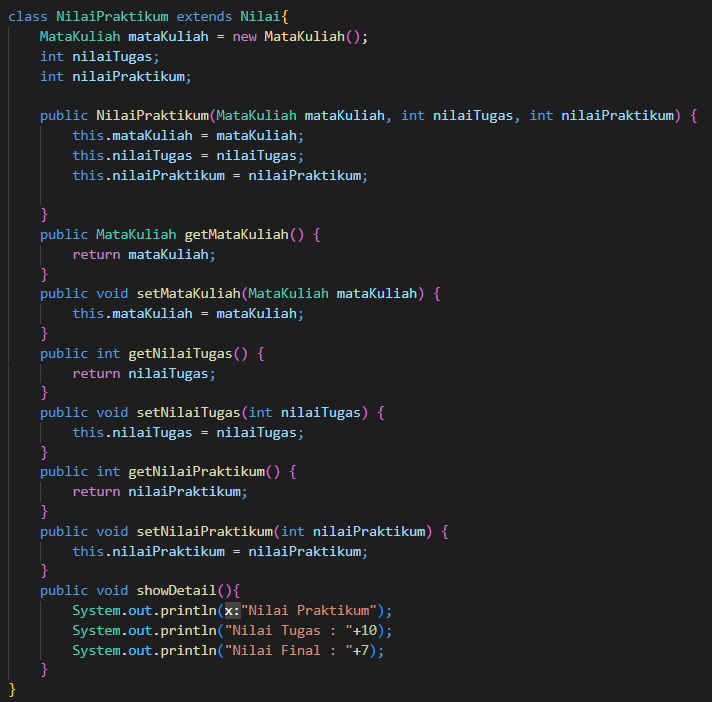 class NilaiPraktikum extends Nilai{
    MataKuliah mataKuliah = new MataKuliah();
    int nilaiTugas;
    int nilaiPraktikum;

    public NilaiPraktikum(MataKuliah mataKuliah, int nilaiTugas, int nilaiPraktikum) {
        this.mataKuliah = mataKuliah;
        this.nilaiTugas = nilaiTugas;
        this.nilaiPraktikum = nilaiPraktikum;

    }
    public MataKuliah getMataKuliah() {
        return mataKuliah;
    }
    public void setMataKuliah(MataKuliah mataKuliah) {
        this.mataKuliah = mataKuliah;
    }
    public int getNilaiTugas() {
        return nilaiTugas;
    }
    public void setNilaiTugas(int nilaiTugas) {
        this.nilaiTugas = nilaiTugas;
    }
    public int getNilaiPraktikum() {
        return nilaiPraktikum;
    }
    public void setNilaiPraktikum(int nilaiPraktikum) {
        this.nilaiPraktikum = nilaiPraktikum;
    }
    public void showDetail(){
        System.out.println(x:"Nilai Praktikum");
        System.out.println("Nilai Tugas : "+10);
        System.out.println("Nilai Final : "+7);
    }
}